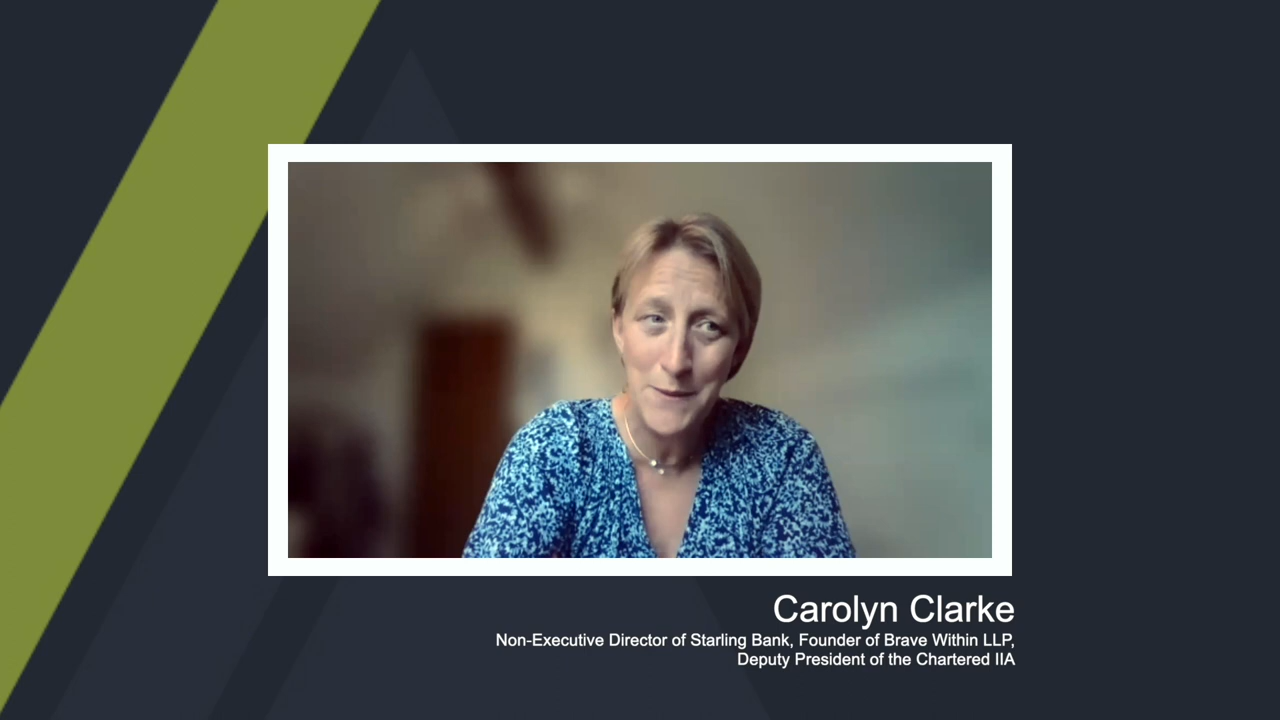 Carolyn Clarke
Non-Executive Director of Starling Bank, Founder of Brave Within LLP,
Deputy President of the Chartered IIA